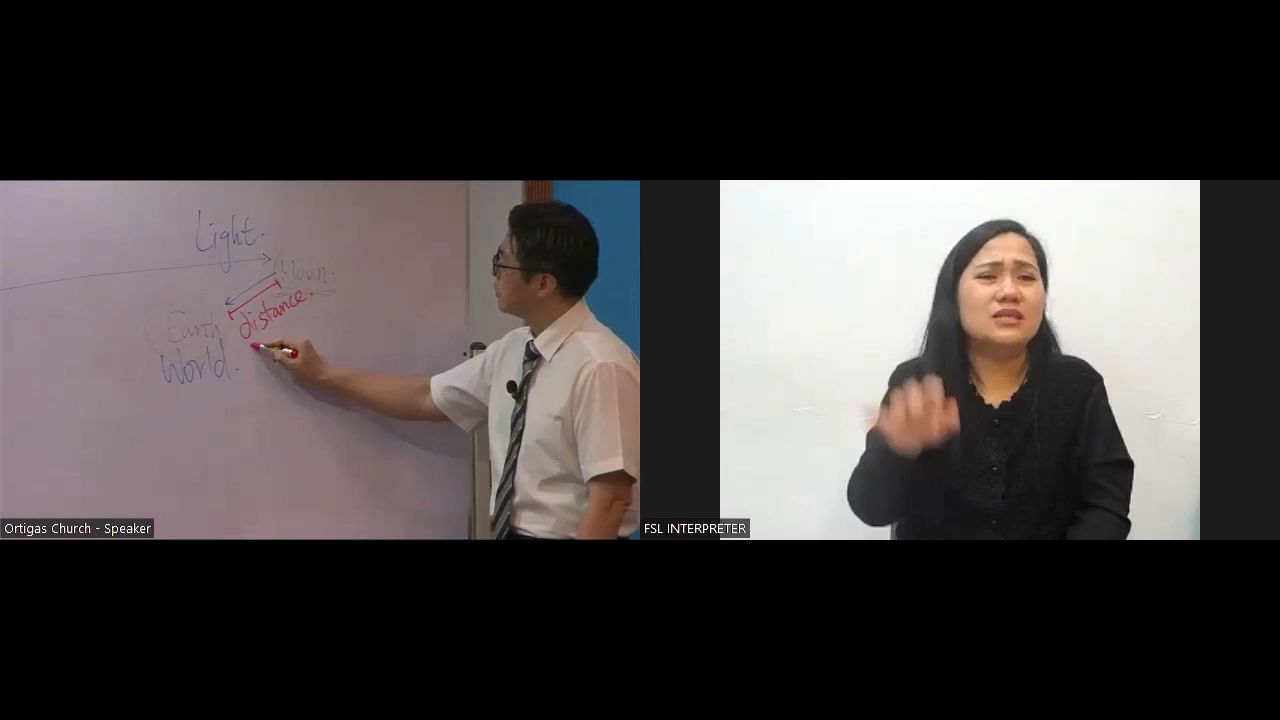 Light.
Moon.
distance.
Earth
World.
Ortigas Church - Speaker
FSL INTERPRETER